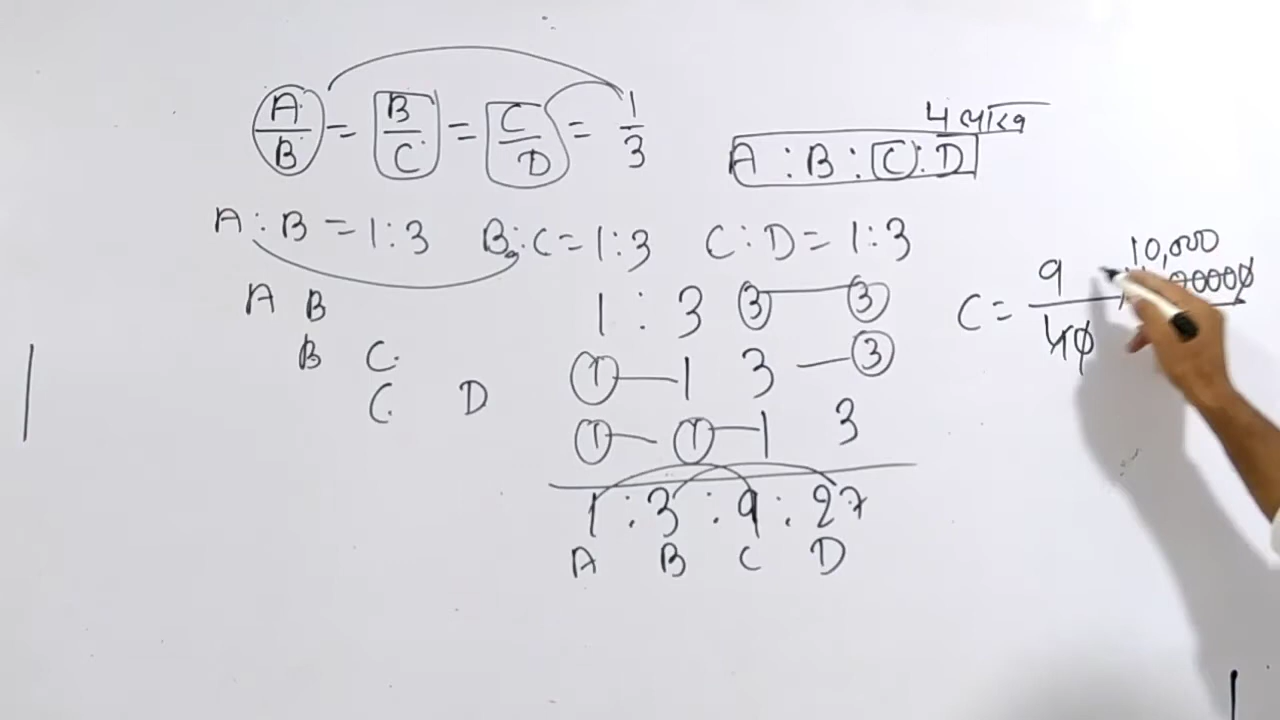 A/B = B/C = C/D = 1/3
4 लाख
A : B : C : D
A : B = 1 : 3 B : C = 1 : 3 C : D = 1 : 3
10,000
A B 1 : 3 3 3
C = 9/40
B C 1 1 3 3
C D 1 1 1 3
1 : 3 : 9 : 27
A B C D